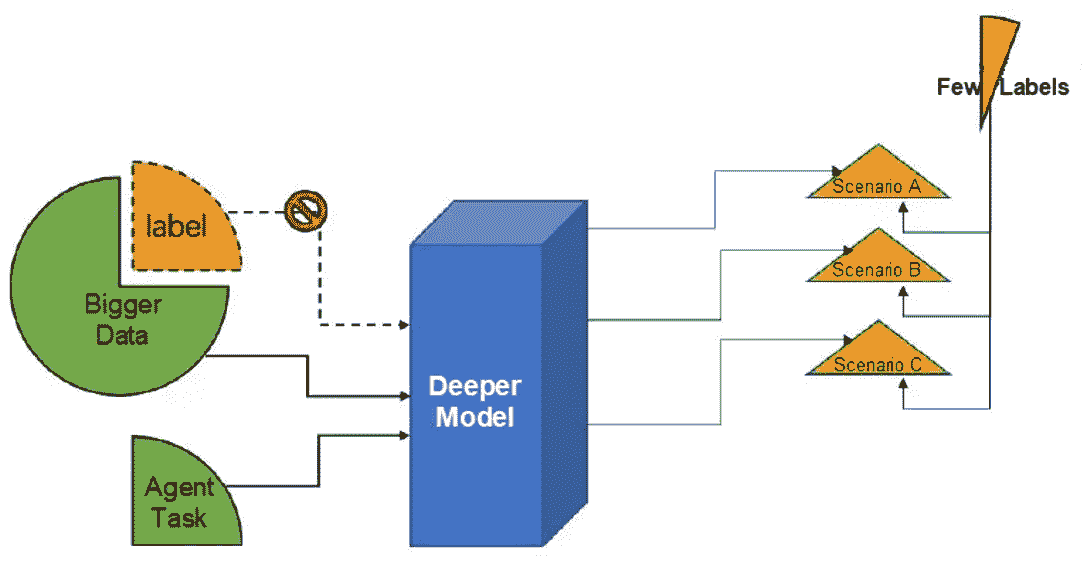 Few Labels
label
Scenario A
Scenario B
Bigger
Data
Scenario C
Deeper
Model
Agent
Task